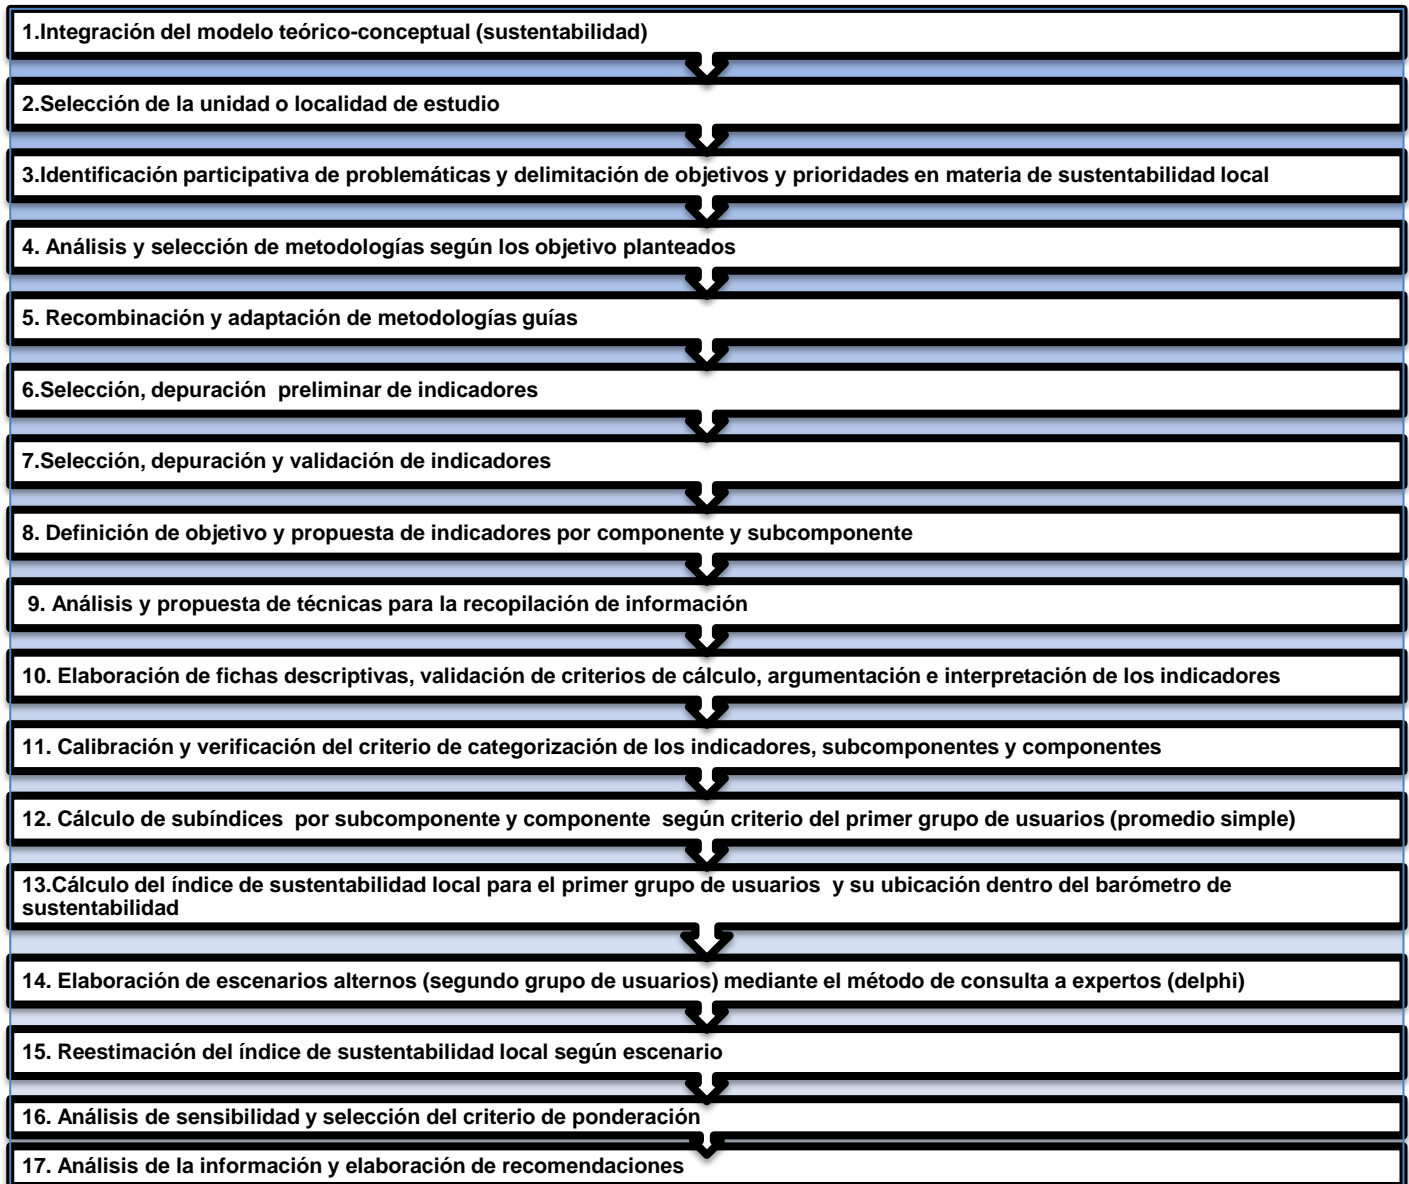 1.Integración del modelo teórico-conceptual (sustentabilidad)
2.Selección de la unidad o localidad de estudio
3.Identificación participativa de problemáticas y delimitación de objetivos y prioridades en materia de sustentabilidad local
4. Análisis y selección de metodologías según los objetivo planteados
5. Recombinación y adaptación de metodologías guías
6.Selección, depuración  preliminar de indicadores
7.Selección, depuración y validación de indicadores
8. Definición de objetivo y propuesta de indicadores por componente y subcomponente
9. Análisis y propuesta de técnicas para la recopilación de información
10. Elaboración de fichas descriptivas, validación de criterios de cálculo, argumentación e interpretación de los indicadores
11. Calibración y verificación del criterio de categorización de los indicadores, subcomponentes y componentes
12. Cálculo de subíndices  por subcomponente y componente  según criterio del primer grupo de usuarios (promedio simple)
13.Cálculo del índice de sustentabilidad local para el primer grupo de usuarios  y su ubicación dentro del barómetro de
sustentabilidad
14. Elaboración de escenarios alternos (segundo grupo de usuarios) mediante el método de consulta a expertos (delphi)
15. Reestimación del índice de sustentabilidad local según escenario
16. Análisis de sensibilidad y selección del criterio de ponderación
17. Análisis de la información y elaboración de recomendaciones